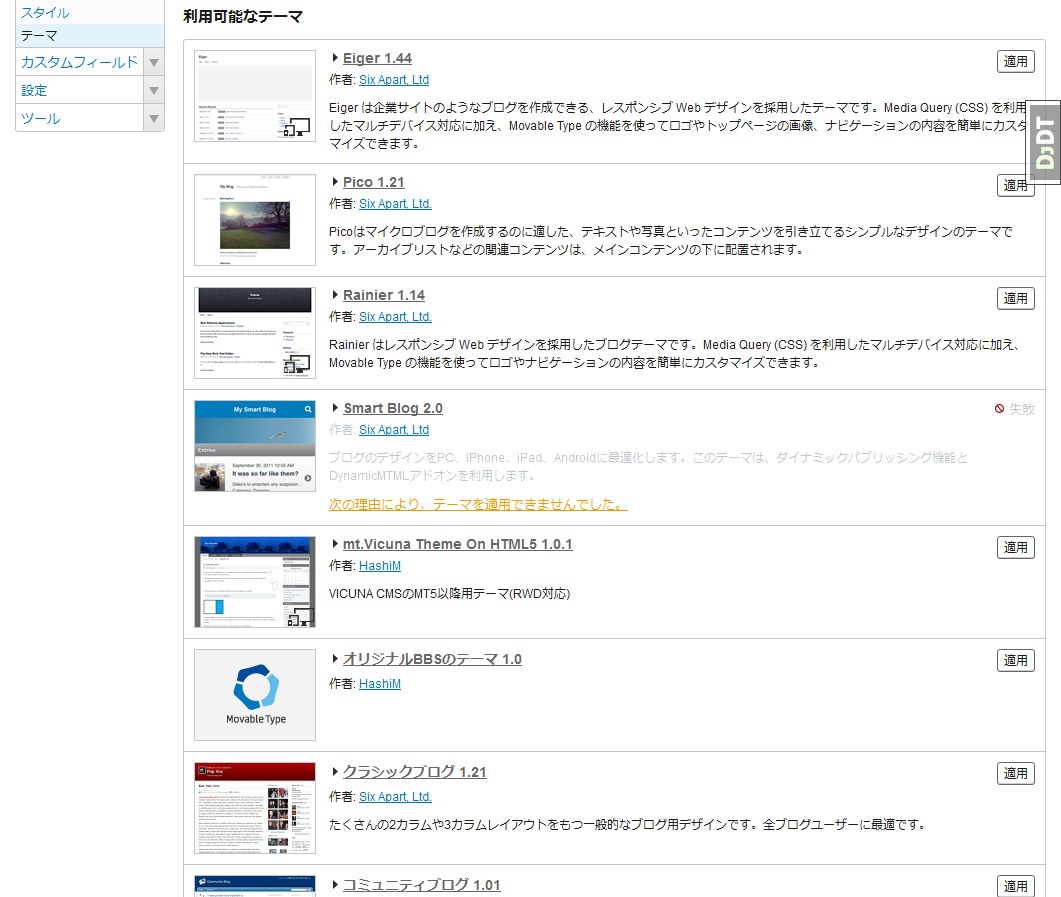 スタイル
テーマ
カスタムフィールド
設定
ツール
利用可能なテーマ
Eiger 1.44
適用
作者: Six Apart, Ltd
Eiger は企業サイトのようなブログを作成できる、レスポンシブ Web デザインを採用したテーマです。Media Query (CSS) を利用
したマルチデバイス対応に加え、Movable Type の機能を使ってロゴやトップページの画像、ナビゲーションの内容を簡単にカスタ
マイズできます。
DJDT
Pico 1.21
適用
作者: Six Apart, Ltd.
Picoはマイクロブログを作成するのに適した、テキストや写真といったコンテンツを引き立てるシンプルなデザインのテーマで
す。アーカイブリストなどの関連コンテンツは、メインコンテンツの下に配置されます。
Rainier 1.14
適用
作者: Six Apart, Ltd.
Rainier はレスポンシブ Web デザインを採用したブログテーマです。Media Query (CSS) を利用したマルチデバイス対応に加え、
Movable Type の機能を使ってロゴやナビゲーションの内容を簡単にカスタマイズできます。
My Smart Blog
Entries
September 30, 2011 12:55 AM
It was so far like them?
Giles's to entertain any suspicion...
Smart Blog 2.0
失敗
作者: Six Apart, Ltd
ブログのデザインをPC、iPhone、iPad、Androidに最適化します。このテーマは、ダイナミックパブリッシング機能と
DynamicMTMLアドオンを利用します。
次の理由により、テーマを適用できませんでした。
mt.Vicuna Theme On HTML5 1.0.1
適用
作者: HashiM
VICUNA CMSのMT5以降用テーマ(RWD対応)
Movable Type
オリジナルBBSのテーマ 1.0
適用
作者: HashiM
クラシックブログ 1.21
適用
作者: Six Apart, Ltd.
たくさんの2カラムや3カラムレイアウトをもつ一般的なブログ用デザインです。全ブログユーザーに最適です。
コミュニティブログ 1.01
適用